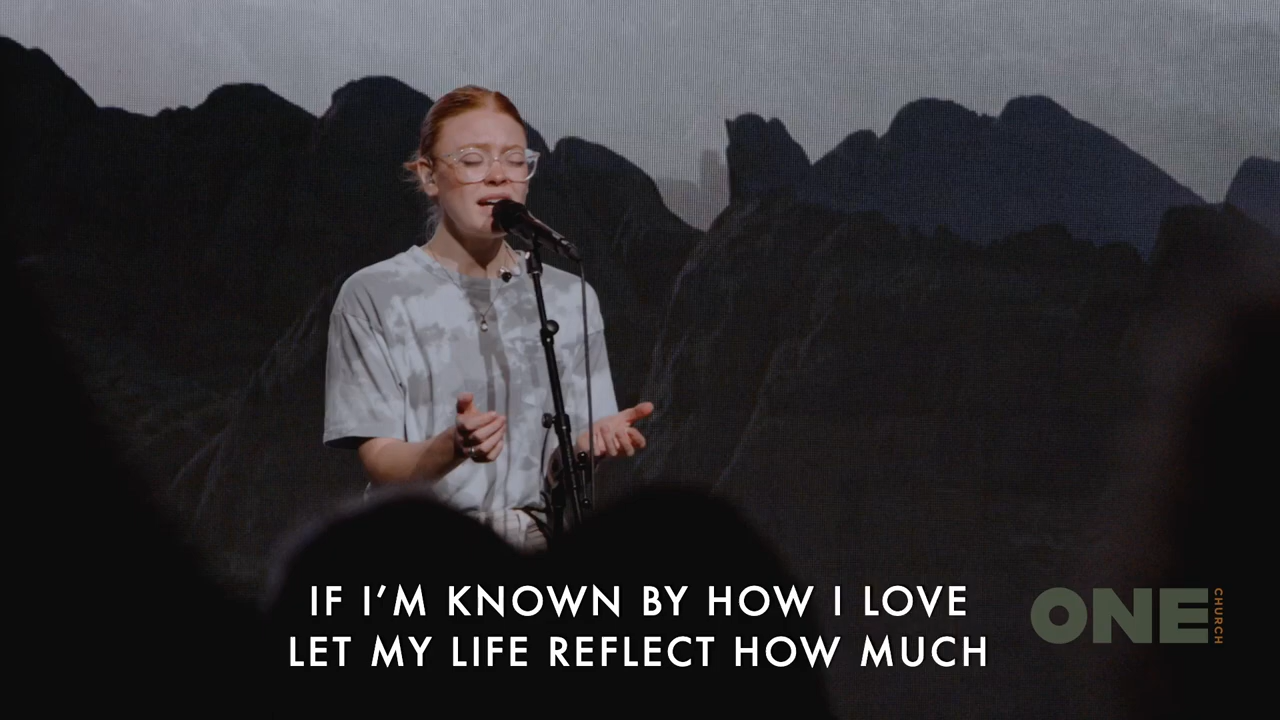 IF I'M KNOWN BY HOW I LOVE
LET MY LIFE REFLECT HOW MUCH
ONE CHURCH